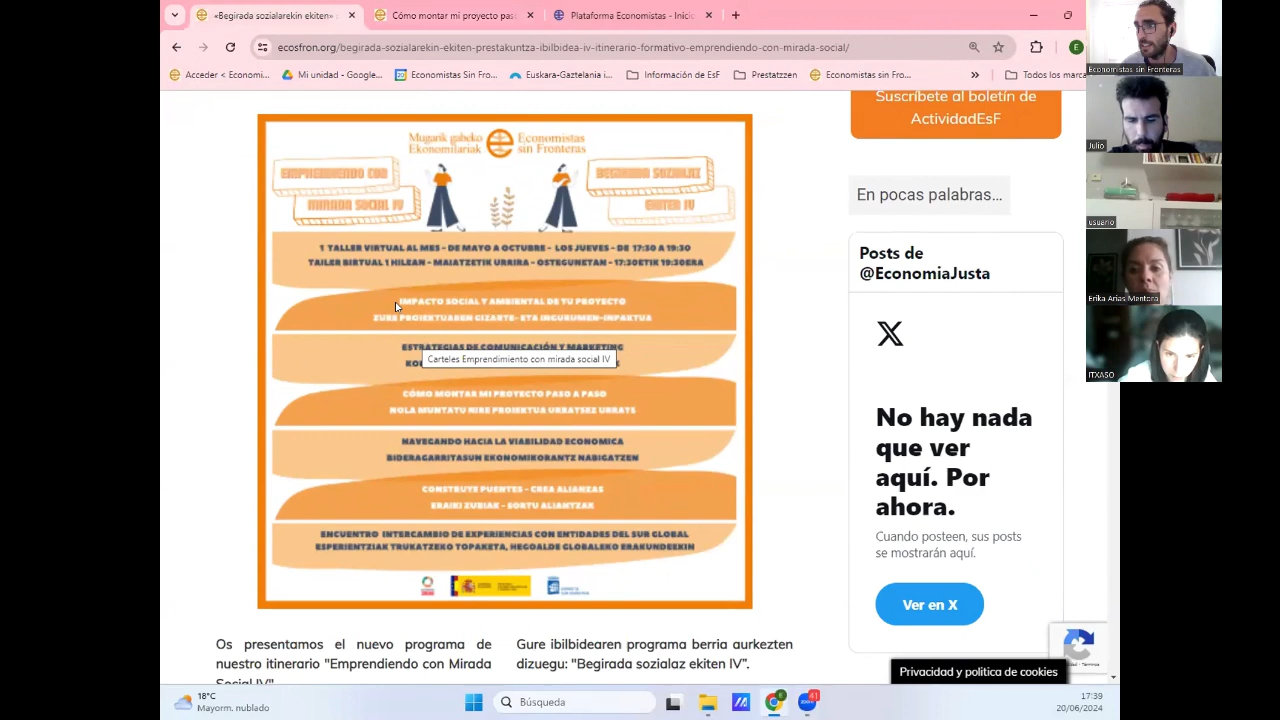 «Begirada sozialarekin ekiten»
Cómo montar mi proyecto pas
Plataforma Economistas - Inicio
ecosfron.org/begirada-sozialarekin-ekiten-prestakuntza-ibilbidea-iv-itinerario-formativo-emprendiendo-con-mirada-social/
Acceder < Economi...
Mi unidad - Google...
Economistas Sin Fro...
Euskara-Gaztelania i...
Información de EsF
Prestatzzen
Economistas sin Fro...
Todos los marca
Suscríbete al boletín de
ActividadEsF
Mugarik gabeko
Ekonomilariak
Economistas
sin Fronteras
EMPRENDIENDO CON
MIRADA SOCIAL IV
BEGIRADA SOZIALAZ
EKITEN IV
1 TALLER VIRTUAL AL MES - DE MAYO A OCTUBRE - LOS JUEVES - DE 17:30 A 19:30
TAILER BIRTUAL 1 HILEAN - MAIATZETIK URRIRA - OSTEGUNETAN - 17:30ETIK 19:30ERA
IMPACTO SOCIAL Y AMBIENTAL DE TU PROYECTO
ZURE PROIEKTUAREN GIZARTE- ETA INGURUMEN-INPAKTUA
ESTRATEGIAS DE COMUNICACIÓN Y MARKETING
Carteles Emprendimiento con mirada social IV
CÓMO MONTAR MI PROYECTO PASO A PASO
NOLA MUNTATU NIRE PROIEKTUA URRATSEZ URRATS
NAVEGANDO HACIA LA VIABILIDAD ECONOMICA
BIDERAGARRITASUN EKONOMIKORANTZ NABIGATZEN
CONSTRUYE PUENTES - CREA ALIANZAS
ERAIKI ZUBIAK - SORTU ALIANTZAK
ENCUENTRO INTERCAMBIO DE EXPERIENCIAS CON ENTIDADES DEL SUR GLOBAL
ESPERIENTZIAK TRUKATZEKO TOPAKETA, HEGOALDE GLOBALEKO ERAKUNDEEKIN
Os presentamos el nuevo programa de
nuestro itinerario "Emprendiendo con Mirada
Social IV"
Gure ibilbidearen programa berria aurkezten
dizuegu: "Begirada sozialaz ekiten IV".
En pocas palabras...
Posts de
@EconomiaJusta
No hay nada
que ver
aquí. Por
ahora.
Cuando posteen, sus posts
se mostrarán aquí.
Ver en X
Privacidad y política de cookies
18°C
Mayorm. nublado
Búsqueda
41
17:39
20/06/2024
Economistas sin Fronteras
Julio
usuario
Erika Arias Mentora
ITXASO